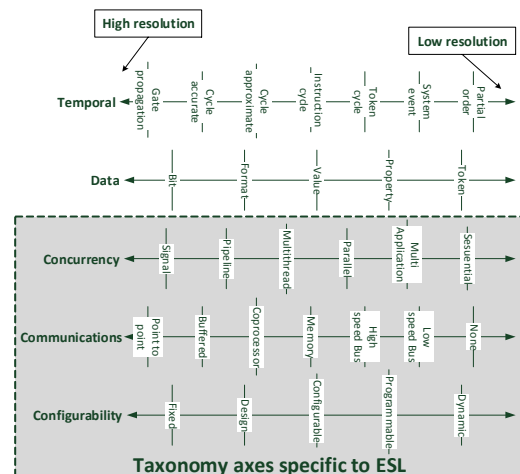 High resolution
Low resolution
Temporal
Gate propagation
Cycle accurate
Cycle approximate
Instruction cycle
Token cycle
System event
Partial order
Data
Bit
Format
Value
Property
Token
Concurrency
Signal
Pipeline
Multithread
Parallel
Multi Application
Sesuential
Communications
Point to point
Buffered
Coprocessor
Memory
High speed Bus
Low speed Bus
None
Configurability
Fixed
Design
Configurable
Programmable
Dynamic
Taxonomy axes specific to ESL